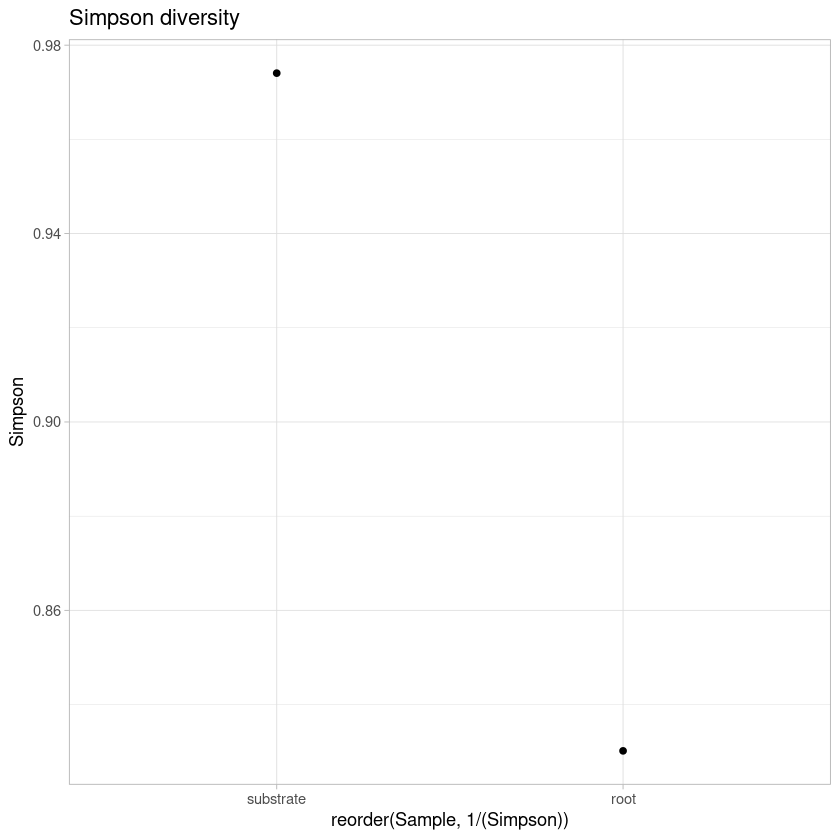 Simpson diversity
0.98
0.94
0.90
0.86
Simpson
substrate root
reorder(Sample, 1/(Simpson))